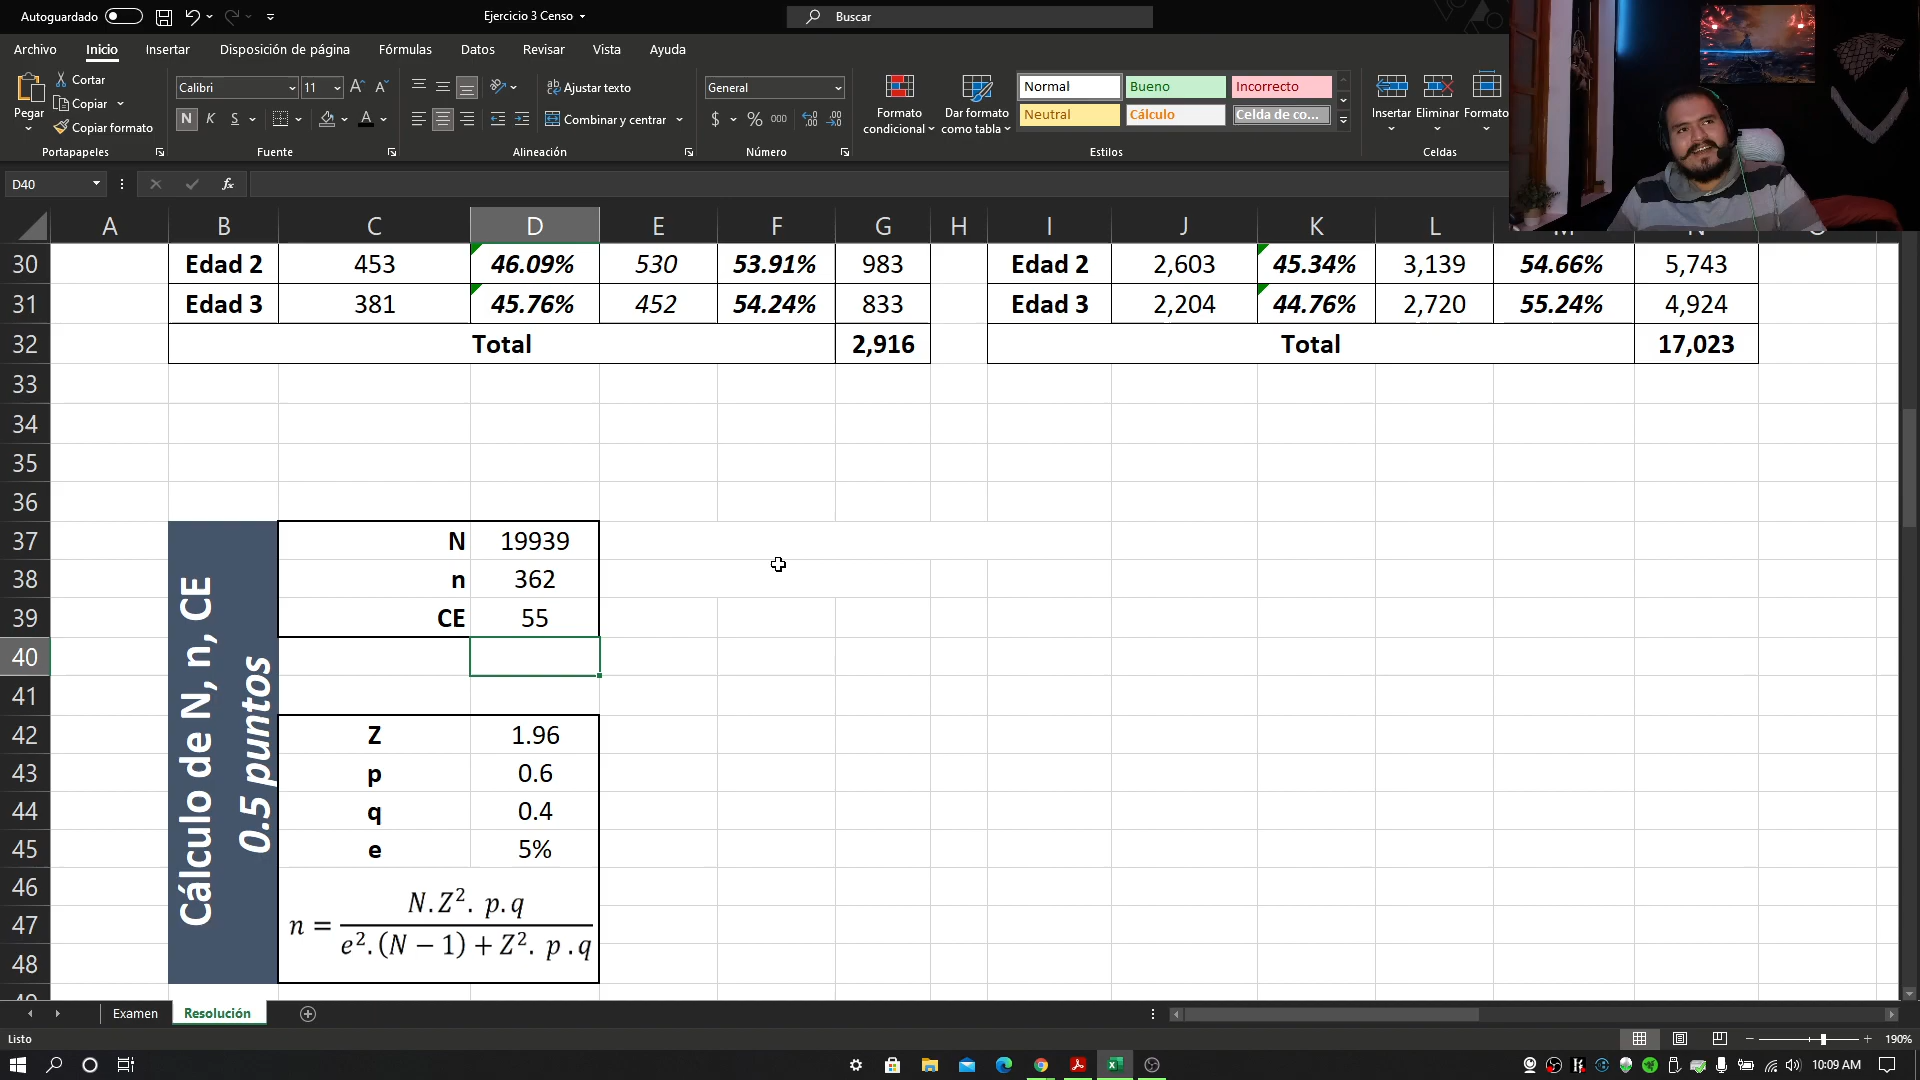 Autoguardado
Ejercicio 3 Censo
Buscar
Archivo Inicio Insertar Disposición de página Fórmulas Datos Revisar Vista Ayuda
Pegar
Cortar
Copiar
Copiar formato
Portapapeles
Calibri 11
N K S
Fuente
Ajustar texto
Combinar y centrar
Alineación
General
$ % 000
Número
Formato condicional
Dar formato como tabla
Normal Bueno Incorrecto
Neutral Cálculo Celda de co...
Estilos
Insertar Eliminar Formato
Celdas
D40
fx
A B C D E F G H I J K L M N O
30 Edad 2 453 46.09% 530 53.91% 983 Edad 2 2,603 45.34% 3,139 54.66% 5,743
31 Edad 3 381 45.76% 452 54.24% 833 Edad 3 2,204 44.76% 2,720 55.24% 4,924
32 Total 2,916 Total 17,023
33
34
35
36
Cálculo de N, n, CE
0.5 puntos
37 N 19939
38 n 362
39 CE 55
40
41
42 Z 1.96
43 p 0.6
44 q 0.4
45 e 5%
46
47
48
n = N.Z². p.q / e².(N − 1) + Z². p .q
49
Examen Resolución
Listo
190%
10:09 AM